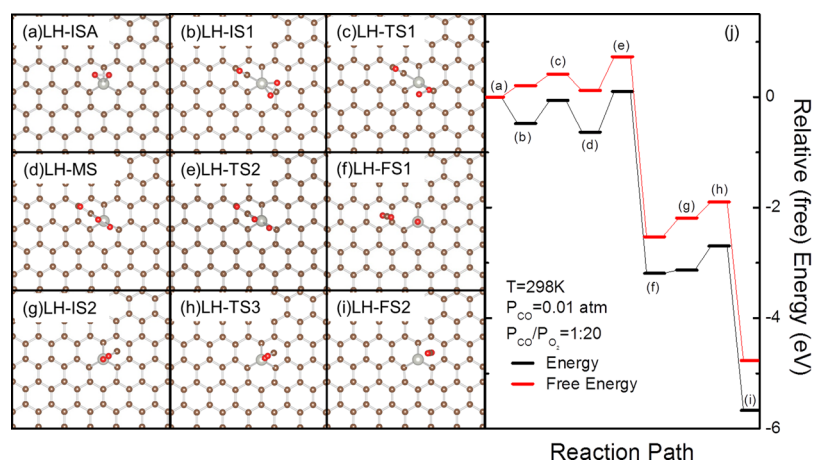 (a)LH-ISA
(b)LH-IS1
(c)LH-TS1
(d)LH-MS
(e)LH-TS2
(f)LH-FS1
(g)LH-IS2
(h)LH-TS3
(i)LH-FS2
(j)
(a)
(b)
(c)
(d)
(e)
(f)
(g)
(h)
(i)
T=298K
P_CO=0.01 atm
P_CO/P_O₂=1:20
Energy
Free Energy
0
-2
-4
-6
Relative (free) Energy (eV)
Reaction Path